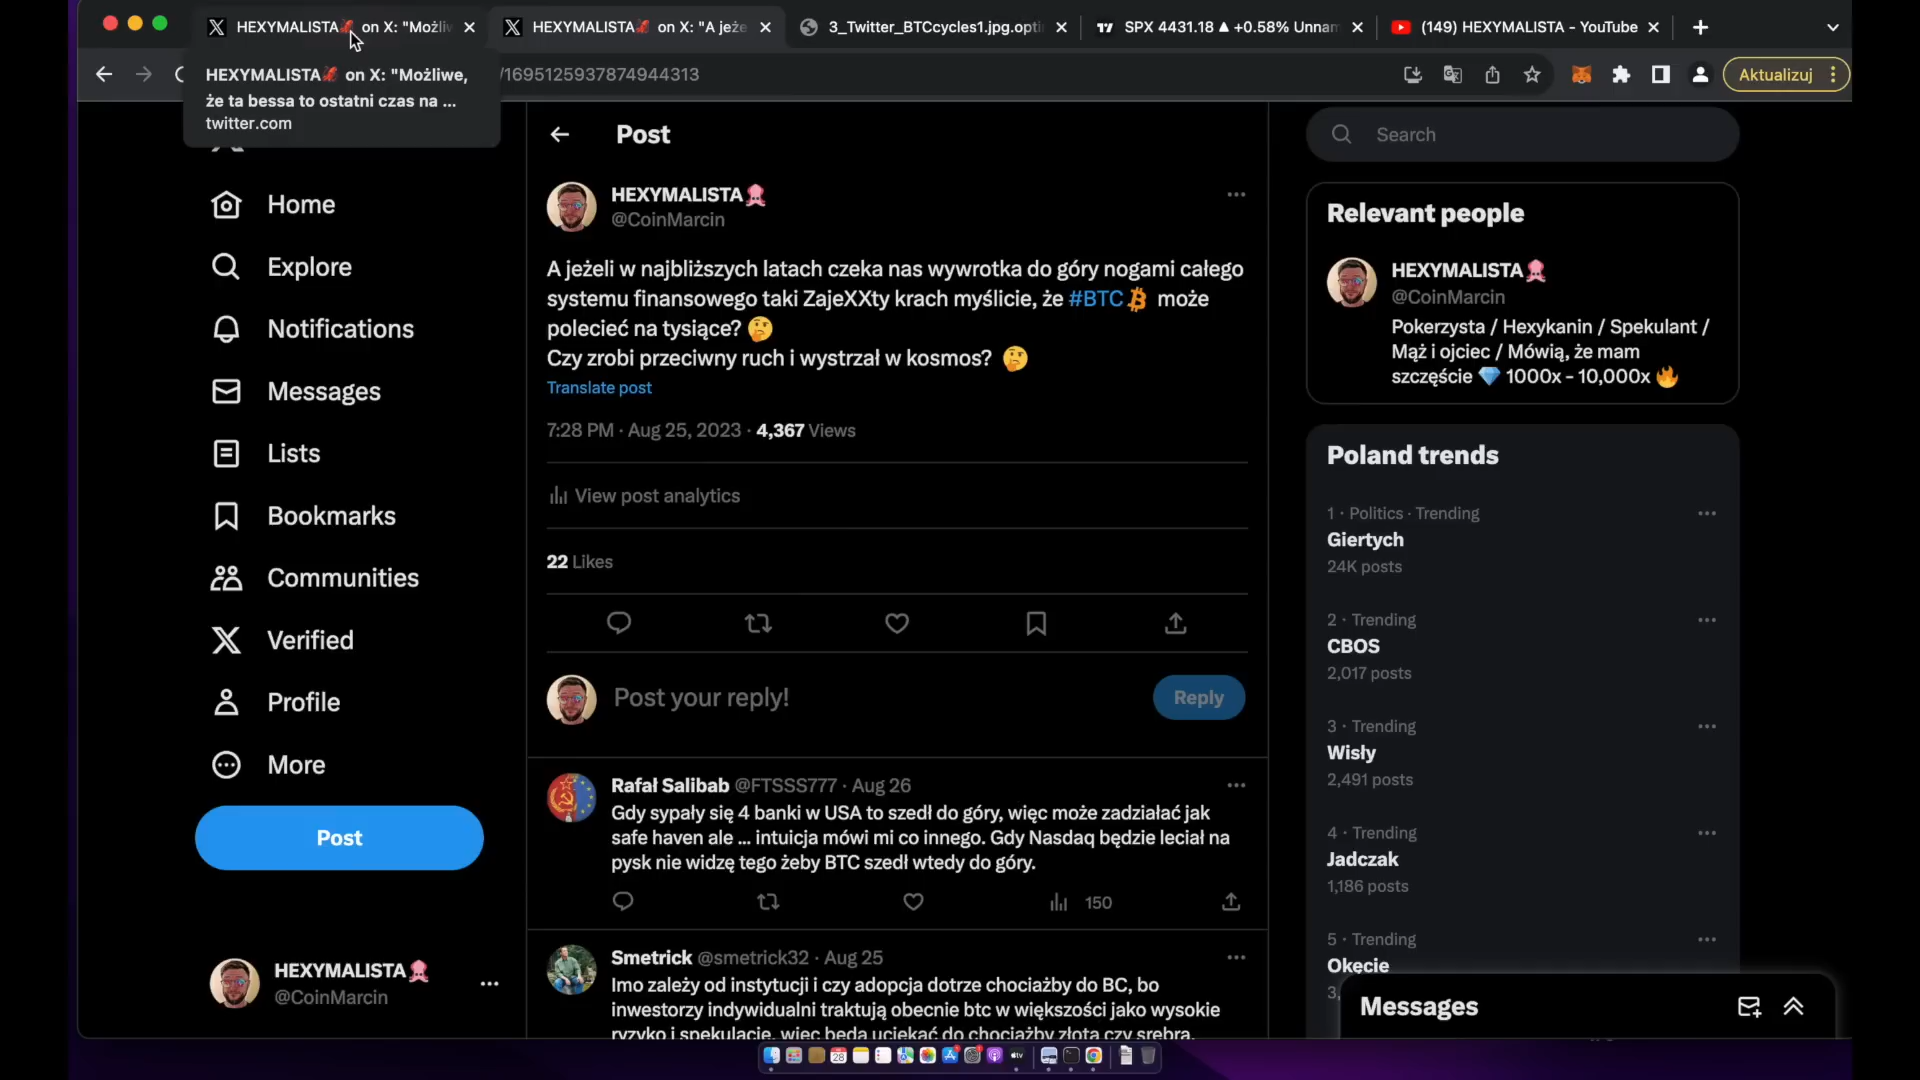 HEXYMALISTA on X: "Możliw
HEXYMALISTA on X: "A jeże
3_Twitter_BTCcycles1.jpg.opti
SPX 4431.18 ▲ +0.58% Unnam
(149) HEXYMALISTA - YouTube
HEXYMALISTA on X: "Możliwe,
że ta bessa to ostatni czas na ...
twitter.com
/1695125937874944313
Aktualizuj
Home
Explore
Notifications
Messages
Lists
Bookmarks
Communities
Verified
Profile
More
Post
HEXYMALISTA
@CoinMarcin
Post
HEXYMALISTA
@CoinMarcin
A jeżeli w najbliższych latach czeka nas wywrotka do góry nogami całego
systemu finansowego taki ZajeXXty krach myślicie, że #BTC może
polecieć na tysiące? 🤔
Czy zrobi przeciwny ruch i wystrzał w kosmos? 🤔
Translate post
7:28 PM · Aug 25, 2023 · 4,367 Views
View post analytics
22 Likes
Post your reply!
Reply
Rafał Salibab @FTSSS777 · Aug 26
Gdy sypały się 4 banki w USA to szedł do góry, więc może zadziałać jak
safe haven ale ... intuicja mówi mi co innego. Gdy Nasdaq będzie leciał na
pysk nie widzę tego żeby BTC szedł wtedy do góry.
150
Smetrick @smetrick32 · Aug 25
Imo zależy od instytucji i czy adopcja dotrze chociażby do BC, bo
inwestorzy indywidualni traktują obecnie btc w większości jako wysokie
ryzyko i spekulację, więc będą uciekać do chociażby złota czy srebra.
Search
Relevant people
HEXYMALISTA
@CoinMarcin
Pokerzysta / Hexykanin / Spekulant /
Mąż i ojciec / Mówią, że mam
szczęście 💎 1000x - 10,000x 🔥
Poland trends
1 · Politics · Trending
Giertych
24K posts
2 · Trending
CBOS
2,017 posts
3 · Trending
Wisły
2,491 posts
4 · Trending
Jadczak
1,186 posts
5 · Trending
Okęcie
3,
Messages
28
tv